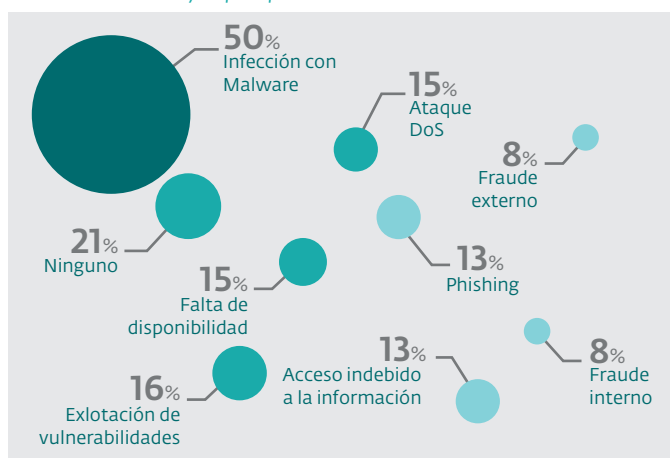 50%
Infección con
Malware
15%
Ataque
DoS
8%
Fraude
externo
21%
Ninguno
13%
Phishing
15%
Falta de
disponibilidad
13%
Acceso indebido
a la información
8%
Fraude
interno
16%
Exlotación de
vulnerabilidades